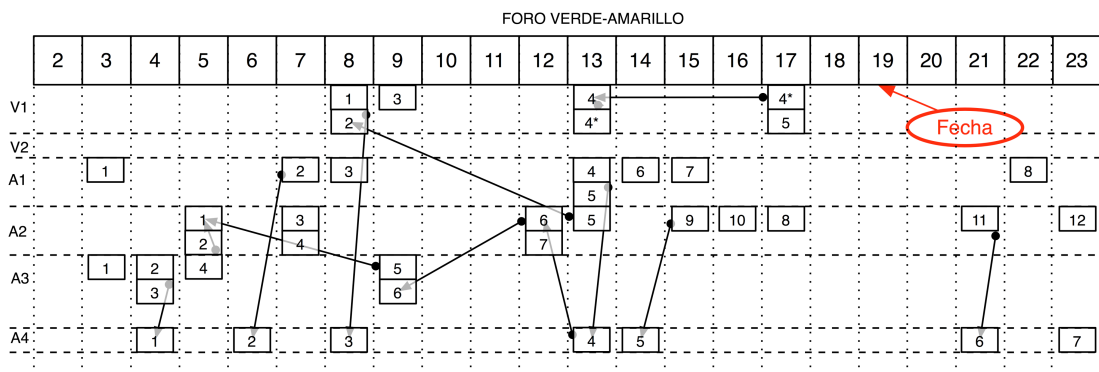 FORO VERDE-AMARILLO
2 3 4 5 6 7 8 9 10 11 12 13 14 15 16 17 18 19 20 21 22 23
V1
1 3 4 4*
2 4* 5
V2
A1
1 2 3 4 6 7 8
5
Fecha
A2
1 3 6 5 9 10 8 11 12
2 4 7
A3
1 2 4 5
3 6
A4
1 2 3 4 5 6 7